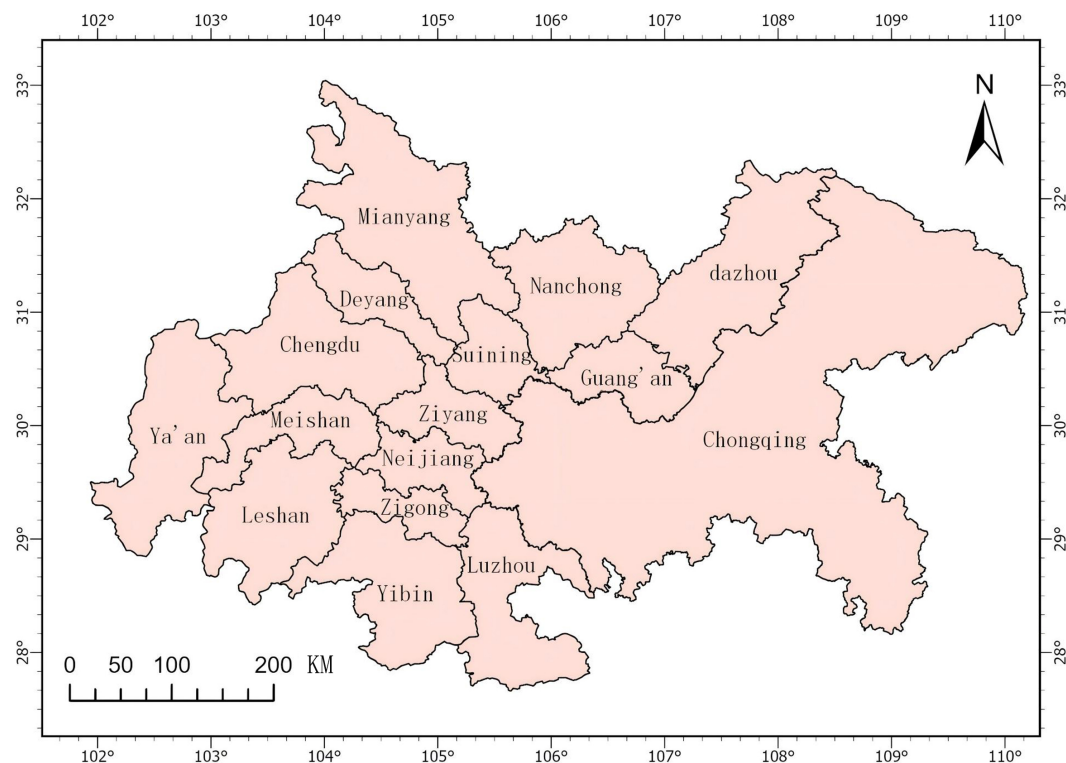 102° 103° 104° 105° 106° 107° 108° 109° 110°
33° 33°
N
32° 32°
Mianyang
dazhou
Nanchong
Deyang
31° 31°
Chengdu
Suining
Guang'an
Meishan
Ziyang
30° 30°
Ya'an
Chongqing
Neijiang
Zigong
Leshan
29° 29°
Luzhou
Yibin
28° 28°
0 50 100 200 KM
102° 103° 104° 105° 106° 107° 108° 109° 110°